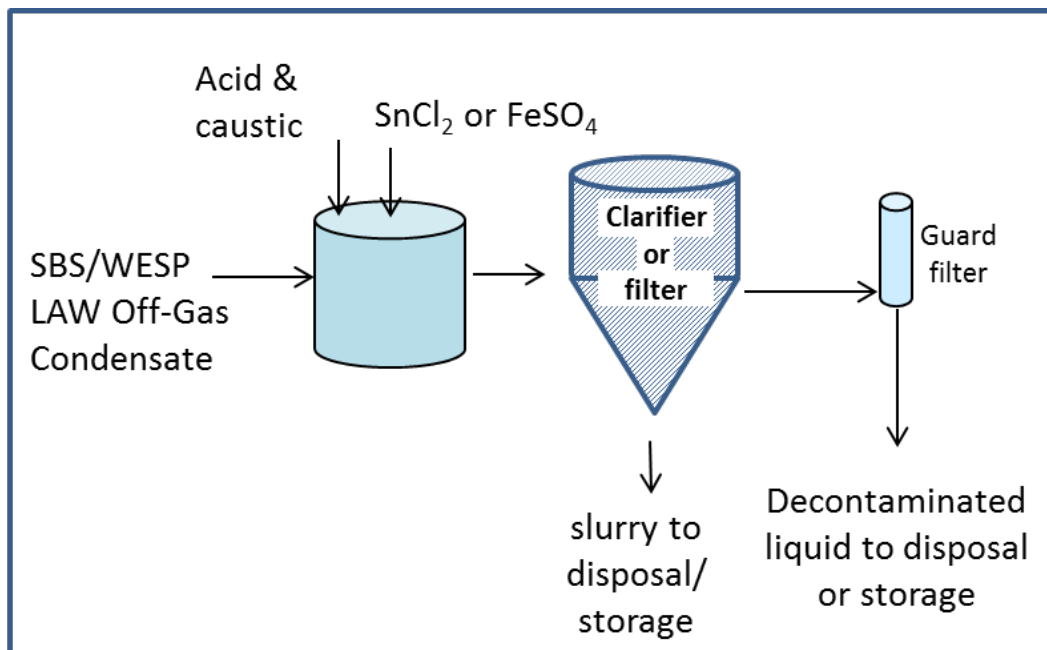 Acid &
caustic
SnCl₂ or FeSO₄
SBS/WESP
LAW Off-Gas
Condensate
Clarifier
or
filter
Guard
filter
slurry to
disposal/
storage
Decontaminated
liquid to disposal
or storage